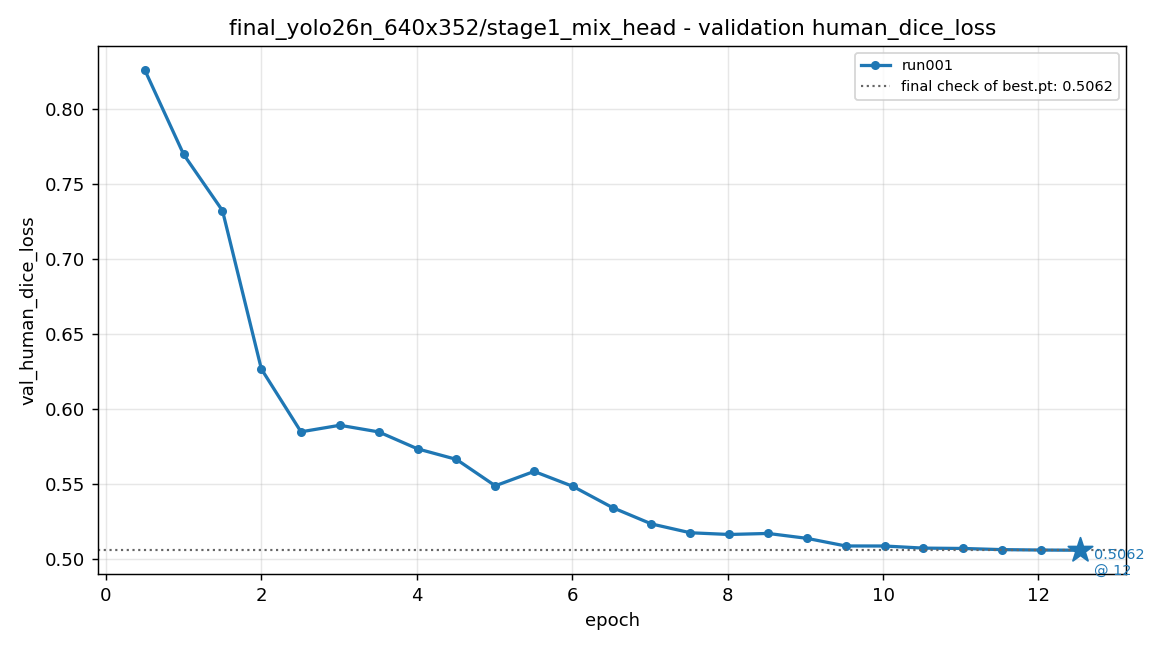 final_yolo26n_640x352/stage1_mix_head - validation human_dice_loss
run001
final check of best.pt: 0.5062
val_human_dice_loss
0.80
0.75
0.70
0.65
0.60
0.55
0.50
0.5062
@ 12
0 2 4 6 8 10 12
epoch